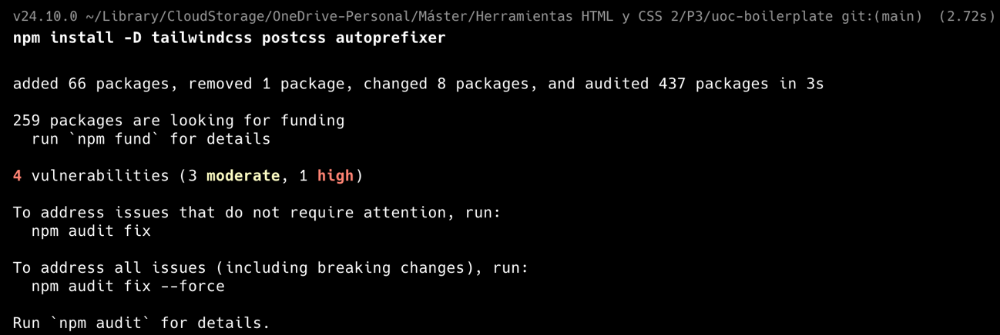 v24.10.0 ~/Library/CloudStorage/OneDrive-Personal/Máster/Herramientas HTML y CSS 2/P3/uoc-boilerplate git:(main)  (2.72s)
npm install -D tailwindcss postcss autoprefixer
added 66 packages, removed 1 package, changed 8 packages, and audited 437 packages in 3s
259 packages are looking for funding
  run `npm fund` for details
4 vulnerabilities (3 moderate, 1 high)
To address issues that do not require attention, run:
  npm audit fix
To address all issues (including breaking changes), run:
  npm audit fix --force
Run `npm audit` for details.